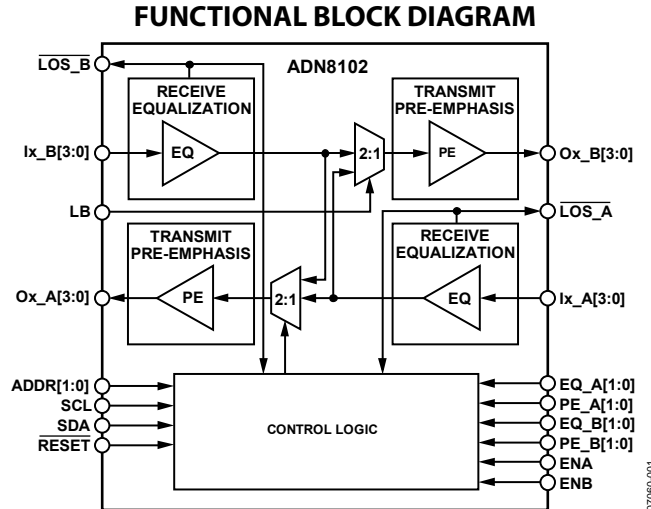 FUNCTIONAL BLOCK DIAGRAM
LOS_B
ADN8102
RECEIVE
EQUALIZATION
TRANSMIT
PRE-EMPHASIS
Ix_B[3:0]
EQ
2:1
PE
Ox_B[3:0]
LB
LOS_A
TRANSMIT
PRE-EMPHASIS
RECEIVE
EQUALIZATION
Ox_A[3:0]
PE
2:1
EQ
Ix_A[3:0]
ADDR[1:0]
SCL
SDA
RESET
CONTROL LOGIC
EQ_A[1:0]
PE_A[1:0]
EQ_B[1:0]
PE_B[1:0]
ENA
ENB
07060-001